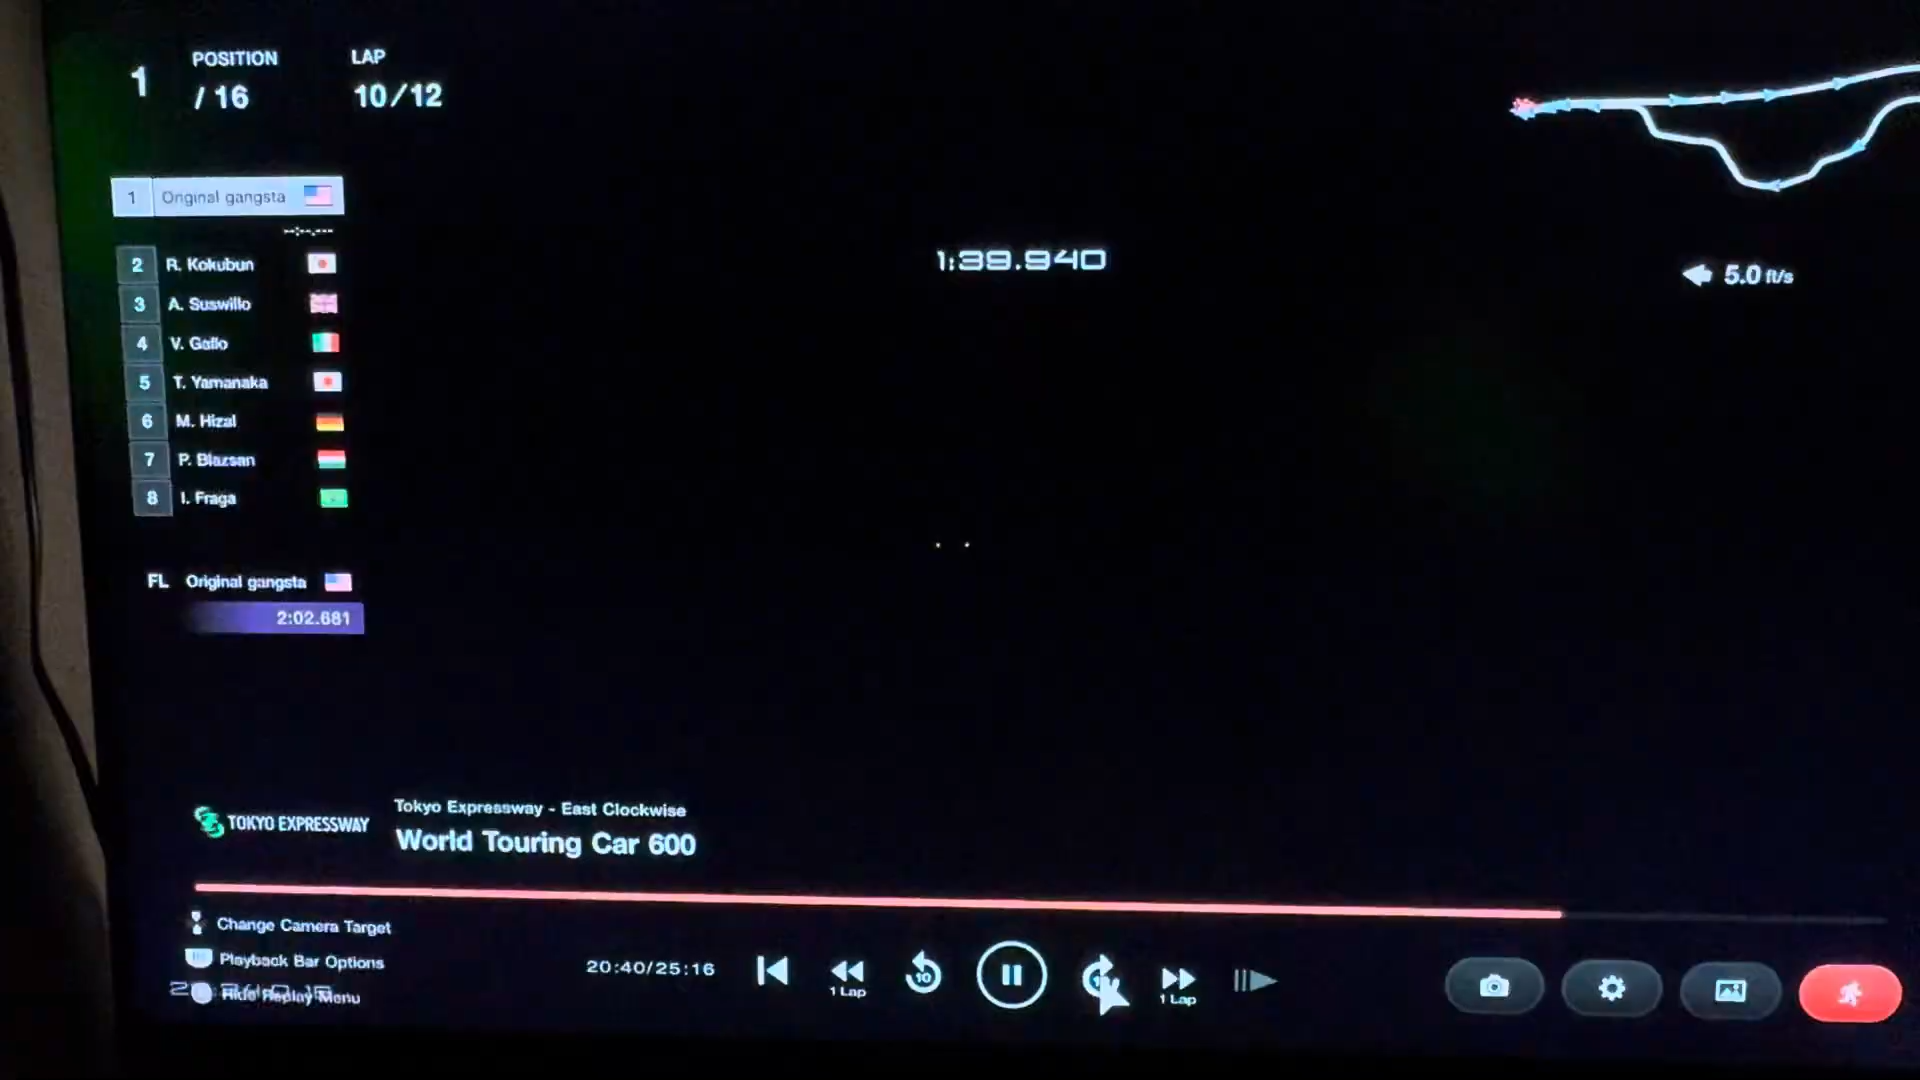 1
POSITION
/ 16
LAP
10/12
1 Original gangsta
--:--.---
2 R. Kokubun
3 A. Suswillo
4 V. Gallo
5 T. Yamanaka
6 M. Hizal
7 P. Blazsan
8 I. Fraga
FL Original gangsta
2:02.681
1:39.940
5.0 ft/s
TOKYO EXPRESSWAY
Tokyo Expressway - East Clockwise
World Touring Car 600
Change Camera Target
Playback Bar Options
Hide Replay Menu
20:40/25:16
1 Lap
10
1 Lap